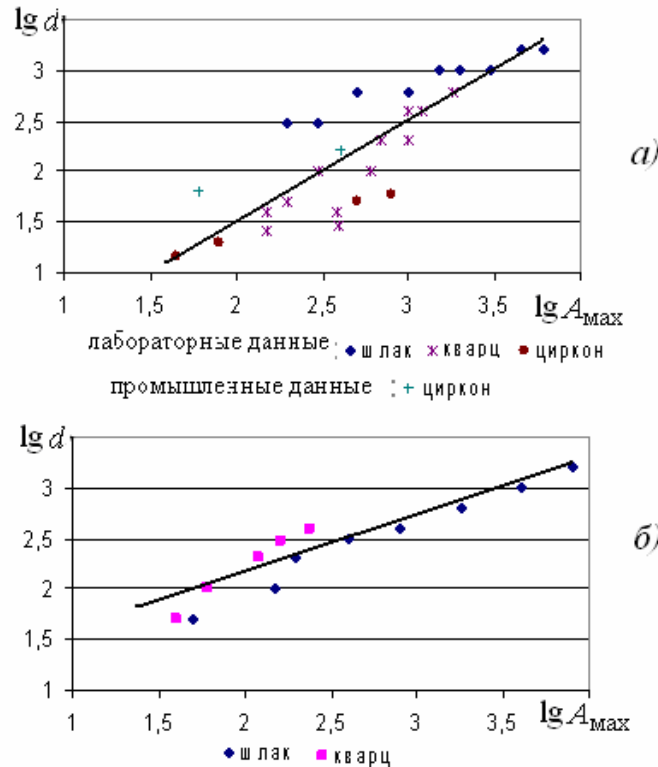 lg d
3
2,5
2
1,5
1
1 1,5 2 2,5 3 3,5
lg Aмах
а)
лабораторные данные : шлак кварц циркон
промышленные данные : циркон
lg d
3
2,5
2
1,5
1
1 1,5 2 2,5 3 3,5
lg Aмах
б)
шлак кварц